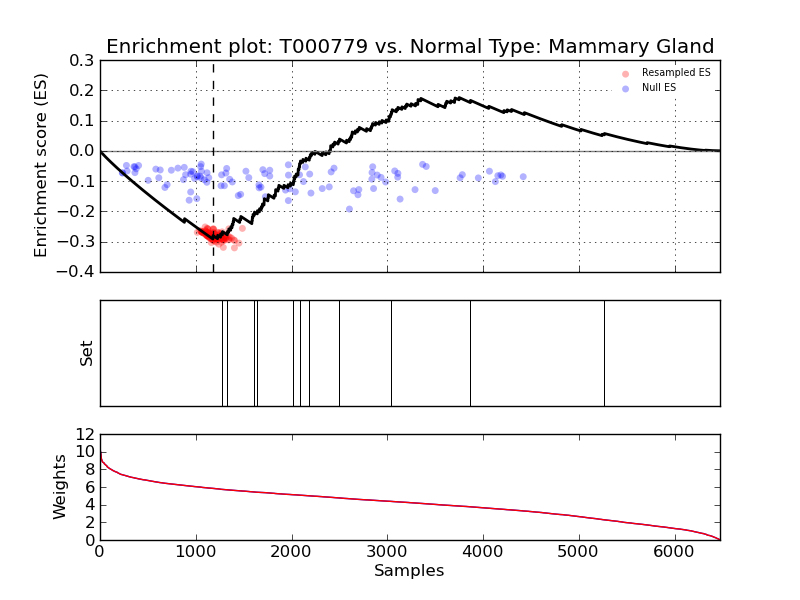 Enrichment plot: T000779 vs. Normal Type: Mammary Gland
0.3
0.2
0.1
0.0
−0.1
−0.2
−0.3
−0.4
Enrichment score (ES)
Resampled ES
Null ES
Set
12
10
8
6
4
2
0
Weights
0 1000 2000 3000 4000 5000 6000
Samples